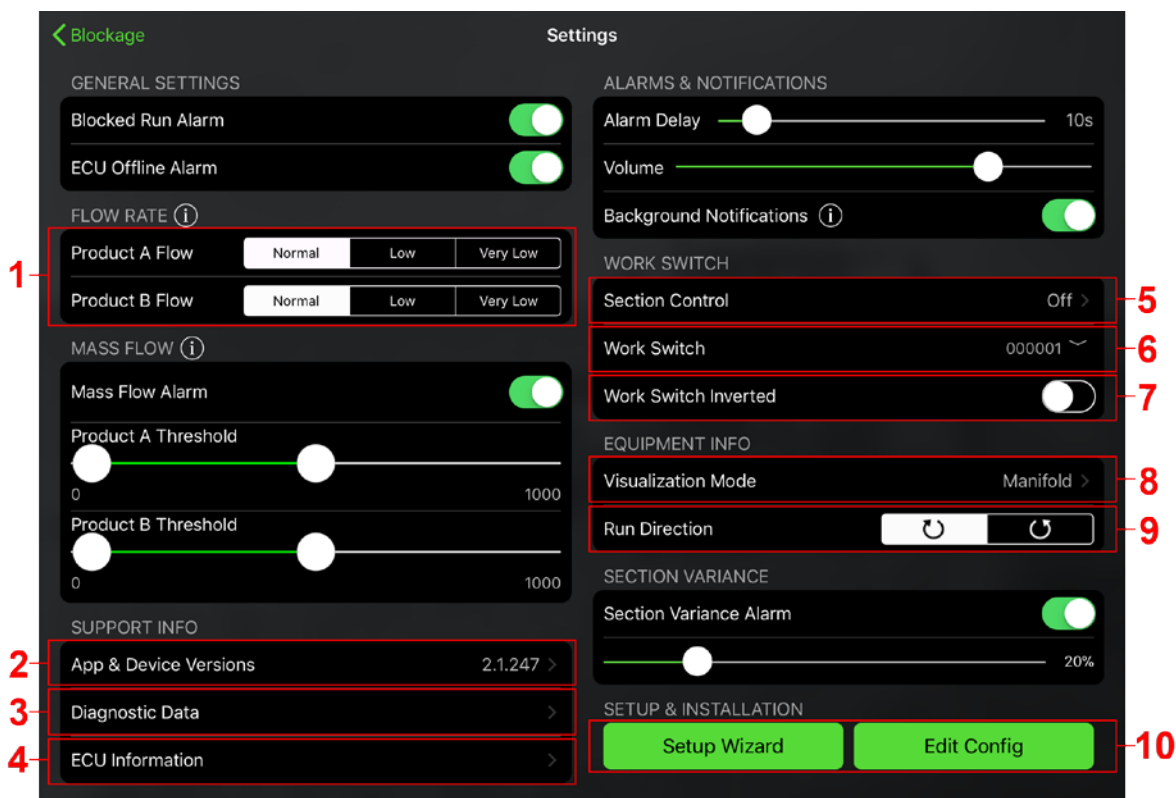 Blockage
Settings
GENERAL SETTINGS
Blocked Run Alarm
ECU Offline Alarm
FLOW RATE i
1
Product A Flow Normal Low Very Low
Product B Flow Normal Low Very Low
MASS FLOW i
Mass Flow Alarm
Product A Threshold
0 1000
Product B Threshold
0 1000
SUPPORT INFO
2 App & Device Versions 2.1.247
3 Diagnostic Data
4 ECU Information
ALARMS & NOTIFICATIONS
Alarm Delay 10s
Volume
Background Notifications i
WORK SWITCH
Section Control Off 5
Work Switch 000001 6
Work Switch Inverted 7
EQUIPMENT INFO
Visualization Mode Manifold 8
Run Direction 9
SECTION VARIANCE
Section Variance Alarm
20%
SETUP & INSTALLATION
Setup Wizard Edit Config 10